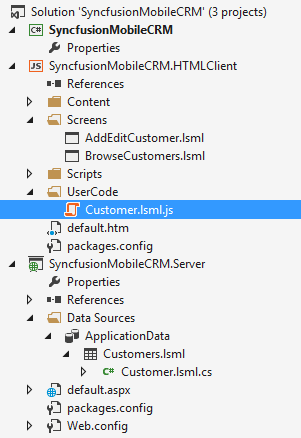 Solution 'SyncfusionMobileCRM' (3 projects)
C# SyncfusionMobileCRM
Properties
JS SyncfusionMobileCRM.HTMLClient
References
Content
Screens
AddEditCustomer.lsml
BrowseCustomers.lsml
Scripts
UserCode
Customer.lsml.js
default.htm
packages.config
SyncfusionMobileCRM.Server
Properties
References
Data Sources
ApplicationData
Customers.lsml
C# Customer.lsml.cs
default.aspx
packages.config
Web.config